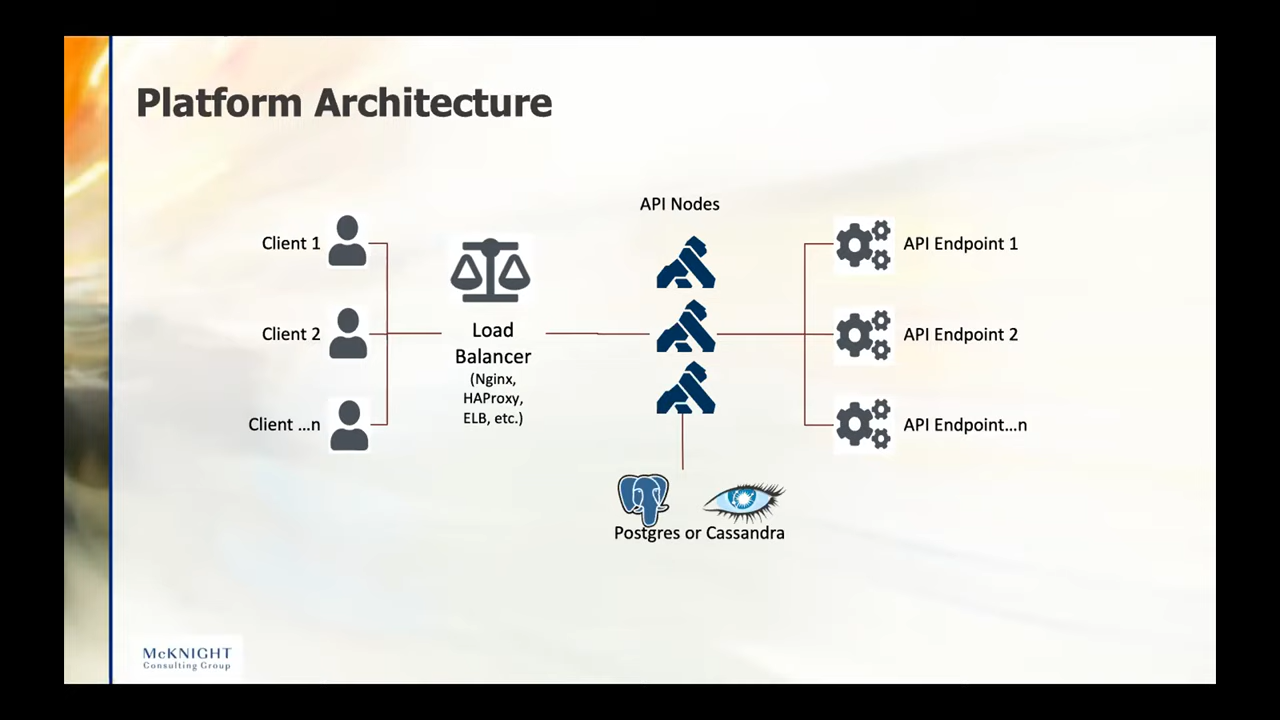 Platform Architecture
API Nodes
Client 1
Client 2
Client ...n
Load
Balancer
(Nginx,
HAProxy,
ELB, etc.)
API Endpoint 1
API Endpoint 2
API Endpoint...n
Postgres or Cassandra
McKNIGHT
Consulting Group